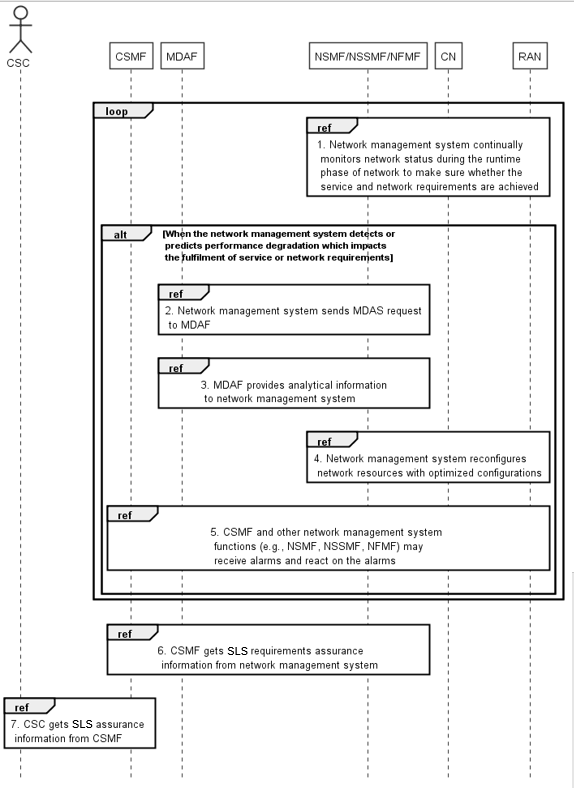 CSC
CSMF
MDAF
NSMF/NSSMF/NFMF
CN
RAN
loop
ref
1. Network management system continually
monitors network status during the runtime
phase of network to make sure whether the
service and network requirements are achieved
alt
[When the network management system detects or
predicts performance degradation which impacts
the fulfilment of service or network requirements]
ref
2. Network management system sends MDAS request
to MDAF
ref
3. MDAF provides analytical information
to network management system
ref
4. Network management system reconfigures
network resources with optimized configurations
ref
5. CSMF and other network management system
functions (e.g., NSMF, NSSMF, NFMF) may
receive alarms and react on the alarms
ref
6. CSMF gets SLS requirements assurance
information from network management system
ref
7. CSC gets SLS assurance
information from CSMF